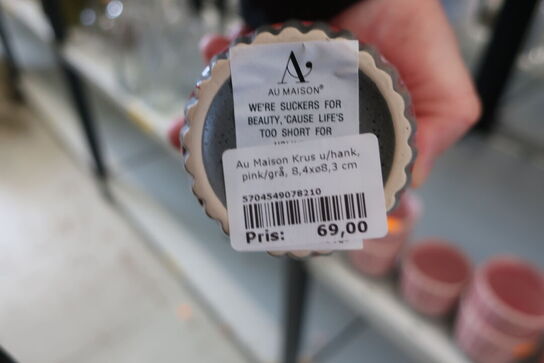 A
AU MAISON®
WE'RE SUCKERS FOR
BEAUTY, 'CAUSE LIFE'S
TOO SHORT FOR
Au Maison Krus u/hank,
pink/grå, 8,4xø8,3 cm
5704549078210
Pris: 69,00